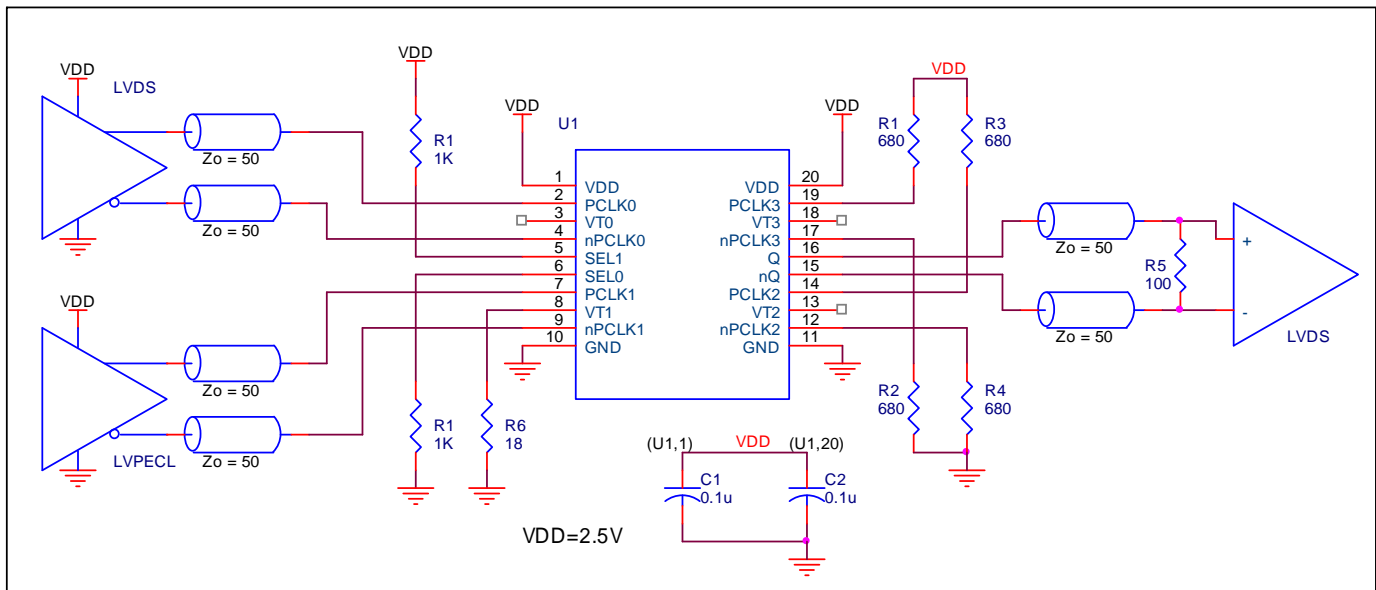 VDD
LVDS
Zo = 50
Zo = 50
VDD
R1
1K
VDD
U1
VDD
VDD
R1
680
R3
680
1
VDD
2
PCLK0
3
VT0
4
nPCLK0
5
SEL1
6
SEL0
7
PCLK1
8
VT1
9
nPCLK1
10
GND
20
VDD
19
PCLK3
18
VT3
17
nPCLK3
16
Q
15
nQ
14
PCLK2
13
VT2
12
nPCLK2
11
GND
Zo = 50
Zo = 50
R5
100
+
-
LVDS
VDD
Zo = 50
Zo = 50
LVPECL
R1
1K
R6
18
R2
680
R4
680
(U1,1)
VDD
(U1,20)
C1
0.1u
C2
0.1u
VDD=2.5V